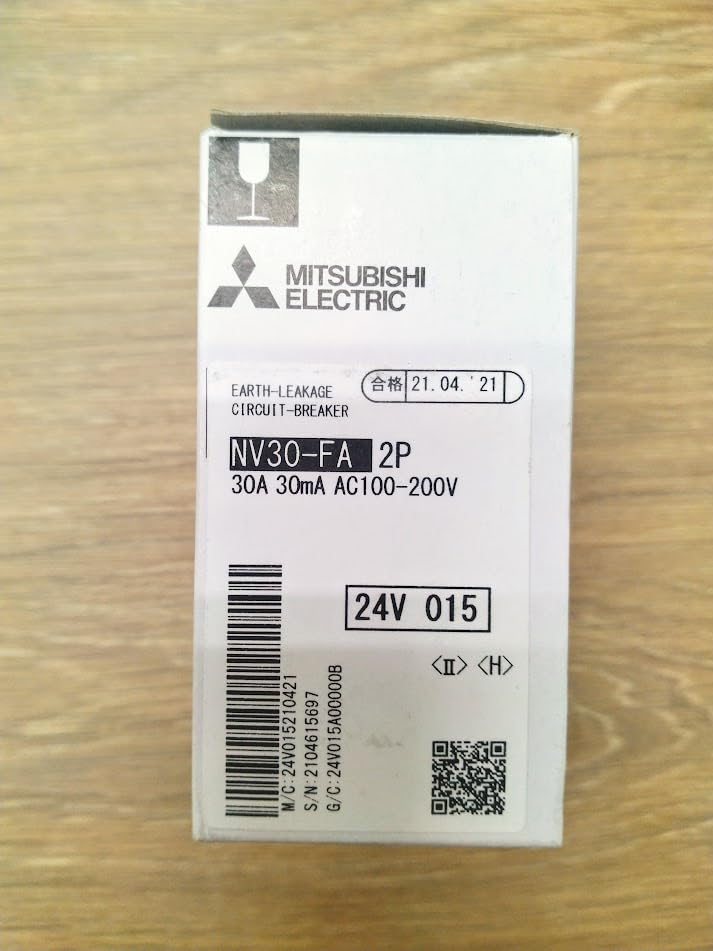 MITSUBISHI
ELECTRIC
EARTH-LEAKAGE
CIRCUIT-BREAKER
合格 21.04.'21
NV30-FA 2P
30A 30mA AC100-200V
24V 015
〈Ⅱ〉〈H〉
M/C:24V015210421
S/N:2104615697
G/C:24V015A00000B